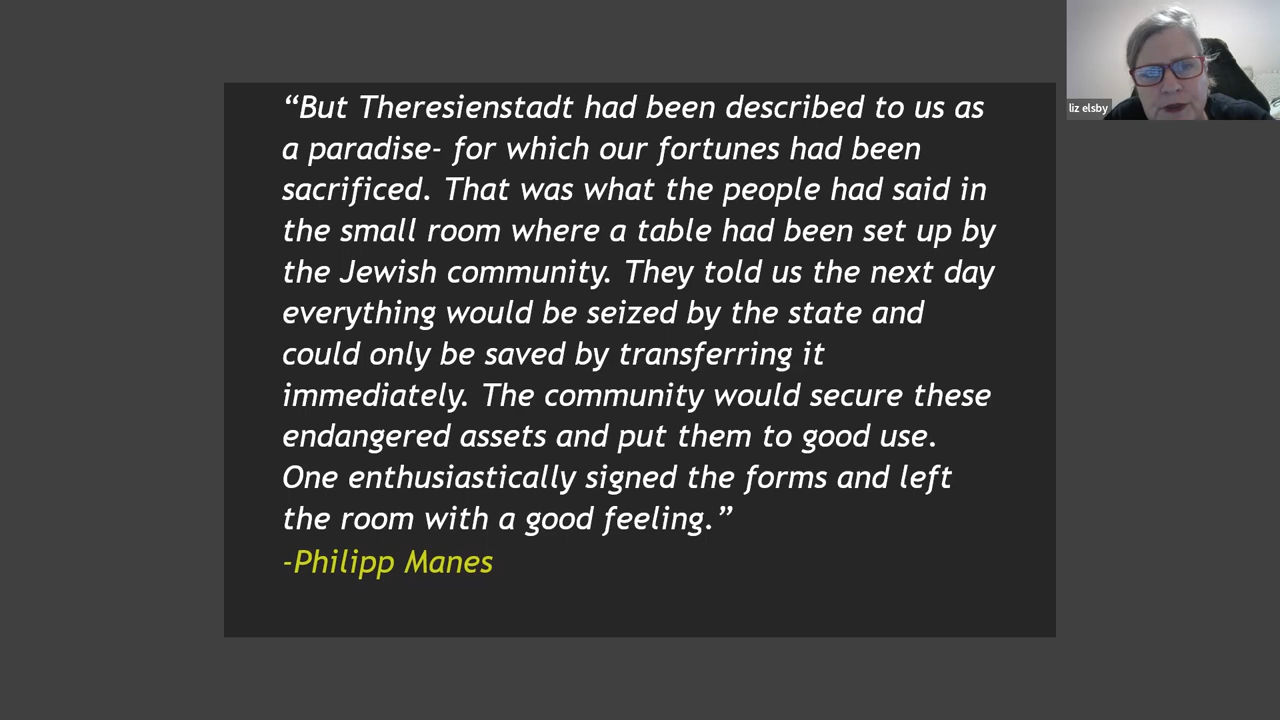 “But Theresienstadt had been described to us as
a paradise- for which our fortunes had been
sacrificed. That was what the people had said in
the small room where a table had been set up by
the Jewish community. They told us the next day
everything would be seized by the state and
could only be saved by transferring it
immediately. The community would secure these
endangered assets and put them to good use.
One enthusiastically signed the forms and left
the room with a good feeling.”
-Philipp Manes
liz elsby